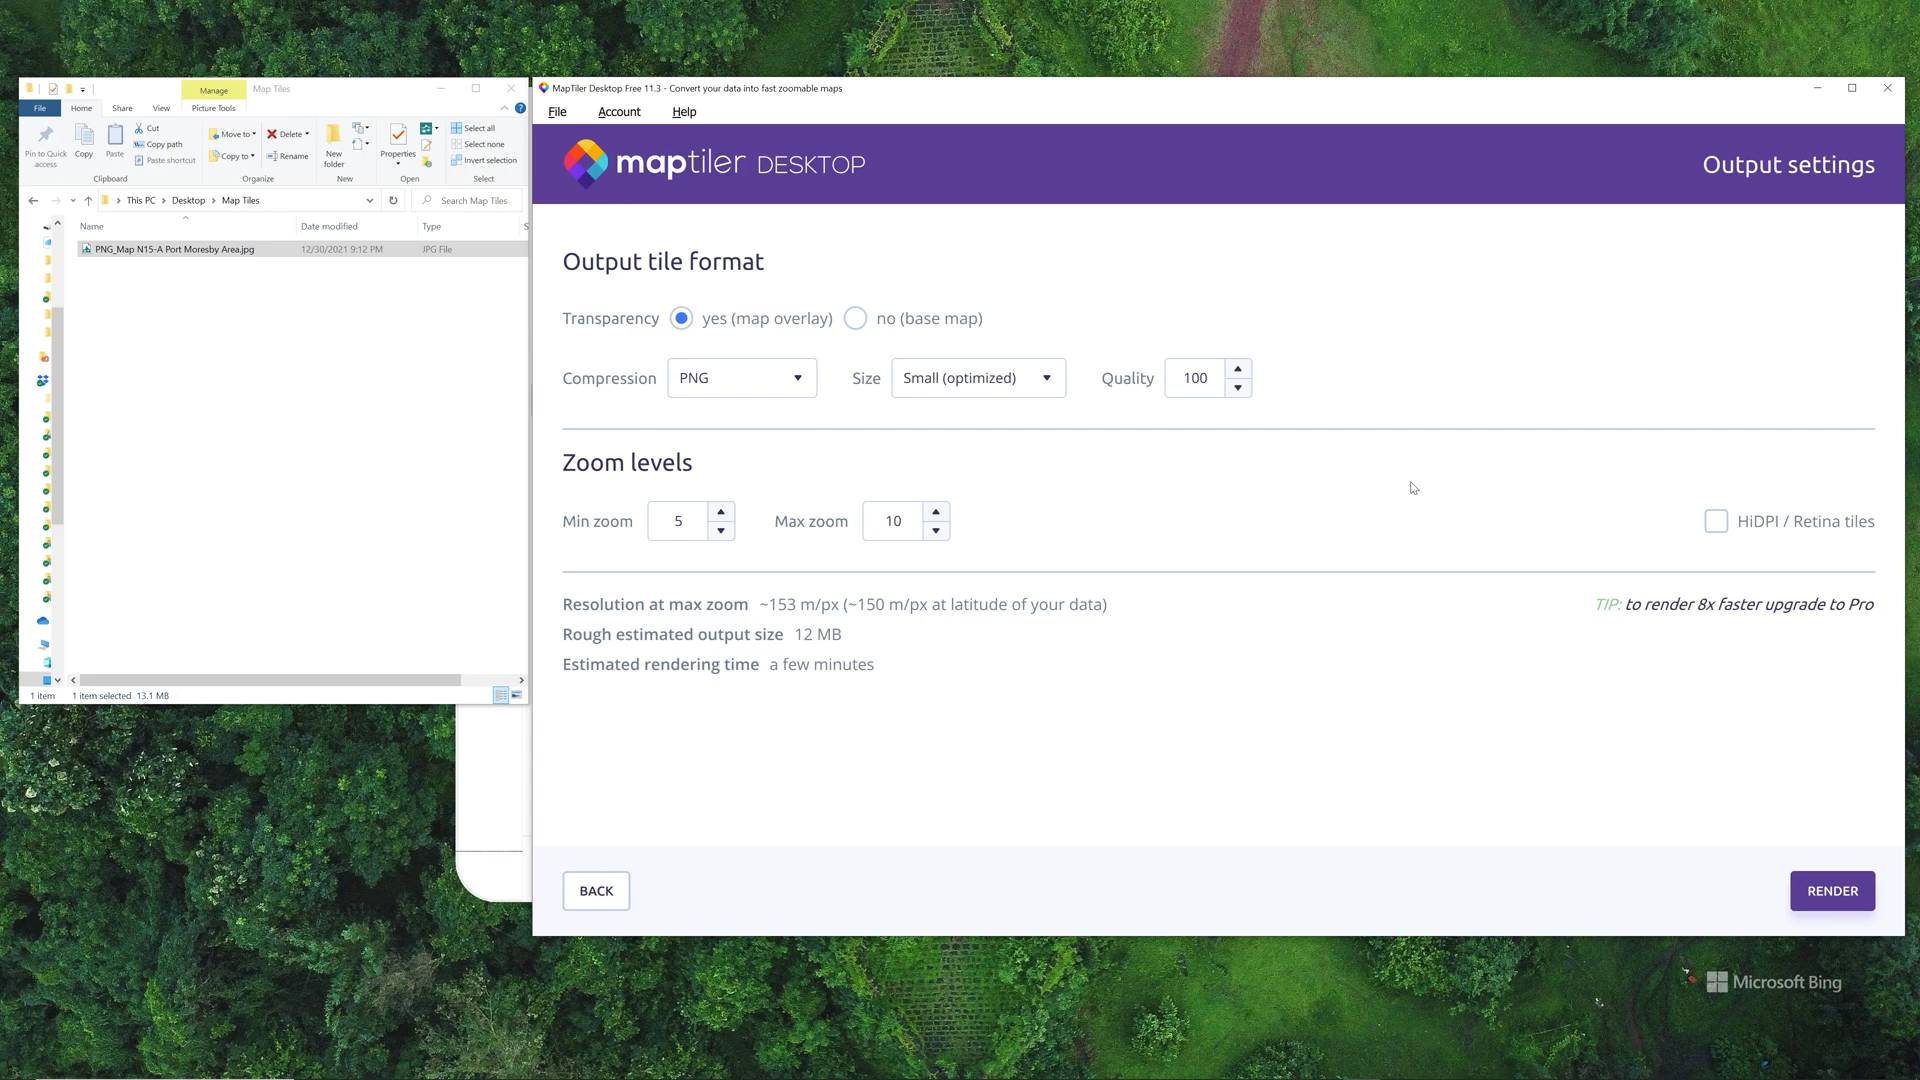 Manage
Map Tiles
File
Home
Share
View
Picture Tools
Pin to Quick access
Copy
Paste
Cut
Copy path
Paste shortcut
Clipboard
Move to
Copy to
Delete
Rename
Organize
New folder
New
Properties
Open
Select all
Select none
Invert selection
Select
This PC > Desktop > Map Tiles
Search Map Tiles
Name
Date modified
Type
S
PNG_Map N15-A Port Moresby Area.jpg
12/30/2021 9:12 PM
JPG File
1 item
1 item selected 13.1 MB
MapTiler Desktop Free 11.3 - Convert your data into fast zoomable maps
File
Account
Help
maptiler DESKTOP
Output settings
Output tile format
Transparency yes (map overlay) no (base map)
Compression PNG Size Small (optimized) Quality 100
Zoom levels
Min zoom 5 Max zoom 10 HiDPI / Retina tiles
Resolution at max zoom ~153 m/px (~150 m/px at latitude of your data)
TIP: to render 8x faster upgrade to Pro
Rough estimated output size 12 MB
Estimated rendering time a few minutes
BACK
RENDER
Microsoft Bing